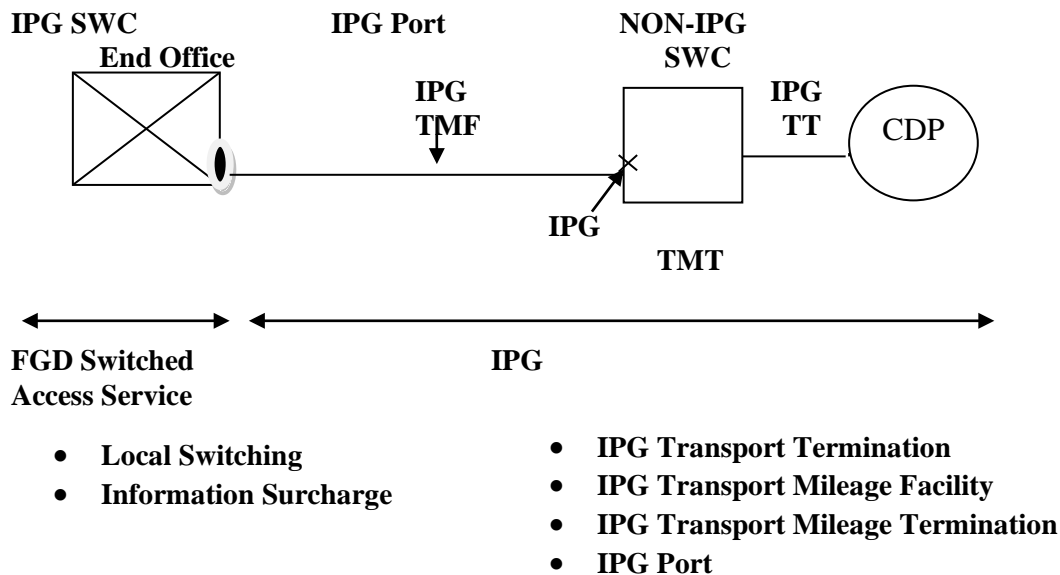 IPG SWC IPG Port NON-IPG
End Office SWC
IPG IPG
TMF TT
CDP
IPG
TMT
FGD Switched IPG
Access Service
• Local Switching
• Information Surcharge
• IPG Transport Termination
• IPG Transport Mileage Facility
• IPG Transport Mileage Termination
• IPG Port